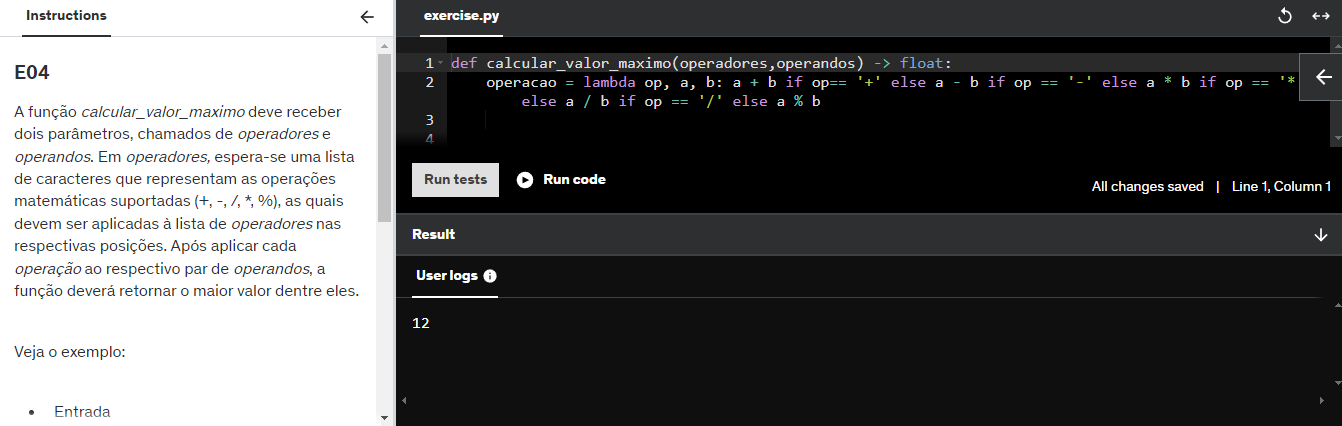 Instructions
E04
A função calcular_valor_maximo deve receber
dois parâmetros, chamados de operadores e
operandos. Em operadores, espera-se uma lista
de caracteres que representam as operações
matemáticas suportadas (+, -, /, *, %), as quais
devem ser aplicadas à lista de operadores nas
respectivas posições. Após aplicar cada
operação ao respectivo par de operandos, a
função deverá retornar o maior valor dentre eles.
Veja o exemplo:
• Entrada
exercise.py
1 def calcular_valor_maximo(operadores,operandos) -> float:
2 operacao = lambda op, a, b: a + b if op== '+' else a - b if op == '-' else a * b if op == '*
else a / b if op == '/' else a % b
3
4
Run tests Run code
All changes saved | Line 1, Column 1
Result
User logs
12